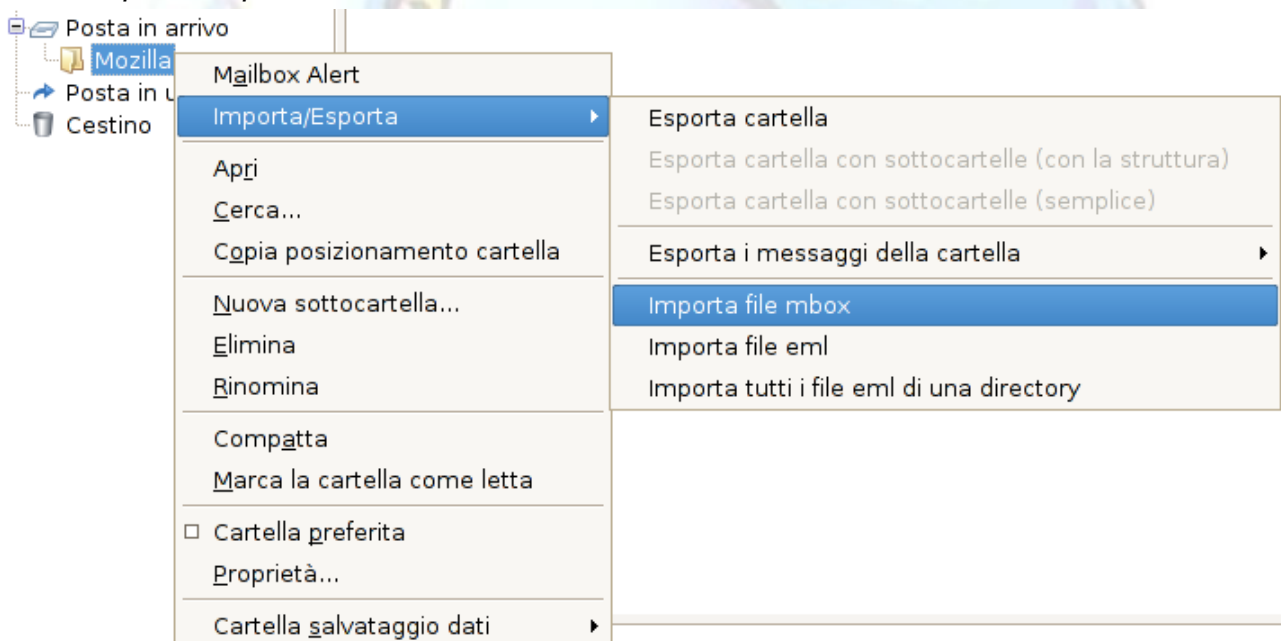 Posta in arrivo
Mozilla
Posta in u
Cestino
Mailbox Alert
Importa/Esporta
Apri
Cerca...
Copia posizionamento cartella
Nuova sottocartella...
Elimina
Rinomina
Compatta
Marca la cartella come letta
Cartella preferita
Proprietà...
Cartella salvataggio dati
Esporta cartella
Esporta cartella con sottocartelle (con la struttura)
Esporta cartella con sottocartelle (semplice)
Esporta i messaggi della cartella
Importa file mbox
Importa file eml
Importa tutti i file eml di una directory